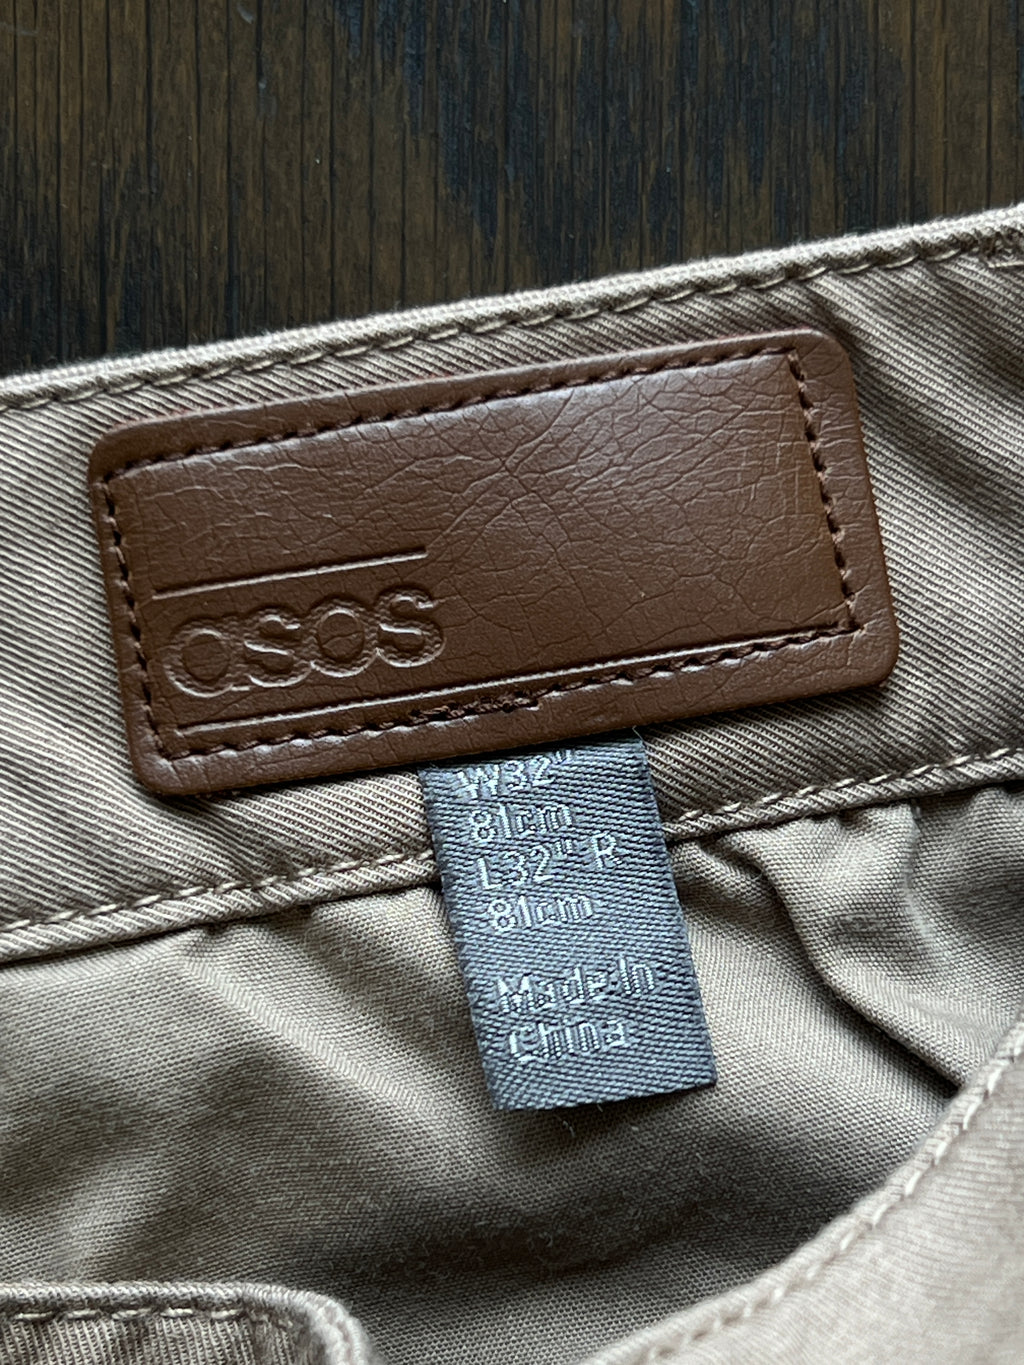 asos
W32"
81cm
L32" R
81cm
Made In
China